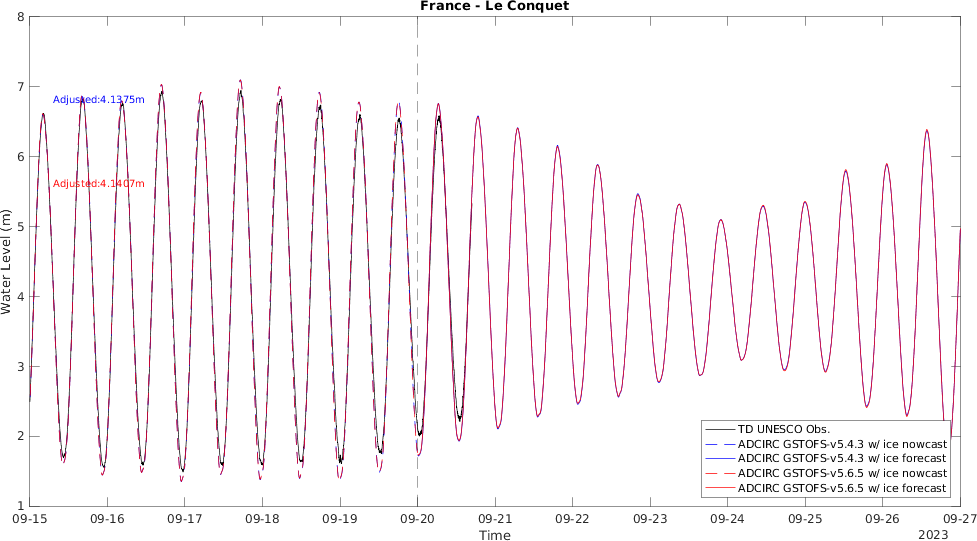 France - Le Conquet
8
7
6
5
4
3
2
1
Water Level (m)
Adjusted:4.1375m
Adjusted:4.1407m
TD UNESCO Obs.
ADCIRC GSTOFS-v5.4.3 w/ ice nowcast
ADCIRC GSTOFS-v5.4.3 w/ ice forecast
ADCIRC GSTOFS-v5.6.5 w/ ice nowcast
ADCIRC GSTOFS-v5.6.5 w/ ice forecast
09-15 09-16 09-17 09-18 09-19 09-20 09-21 09-22 09-23 09-24 09-25 09-26 09-27
Time
2023